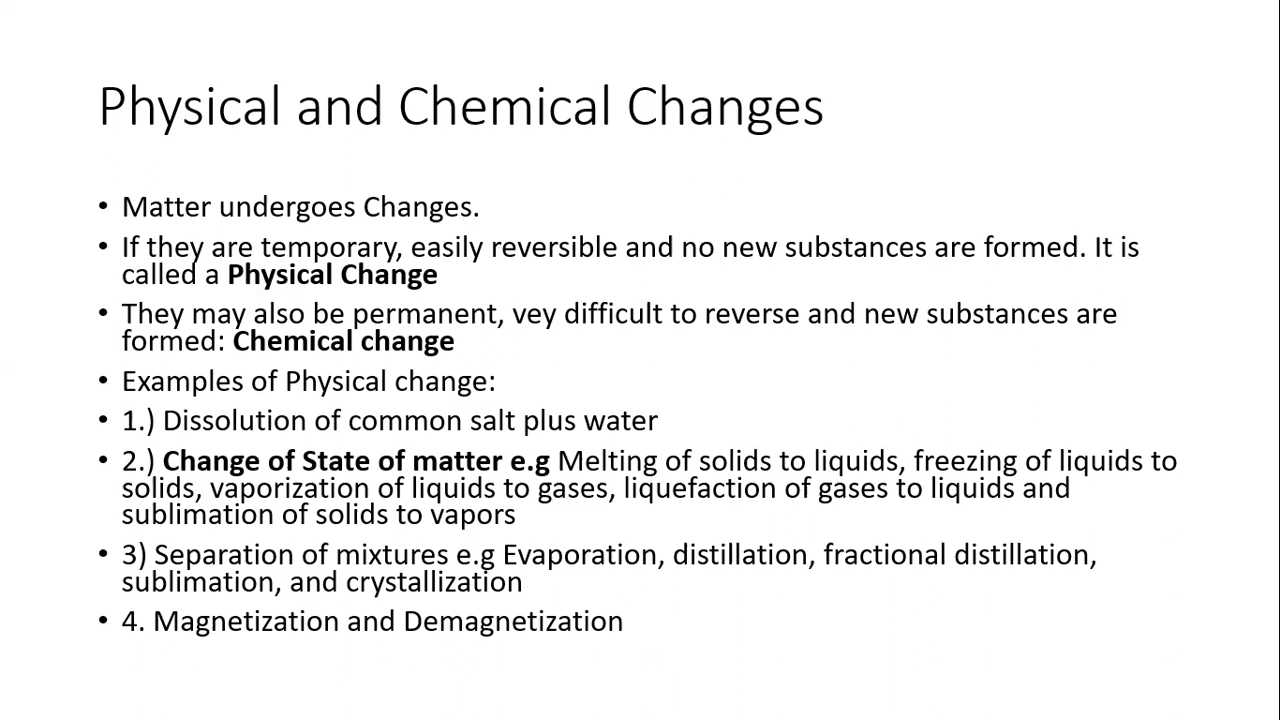 Physical and Chemical Changes
• Matter undergoes Changes.
• If they are temporary, easily reversible and no new substances are formed. It is
called a Physical Change
• They may also be permanent, vey difficult to reverse and new substances are
formed: Chemical change
• Examples of Physical change:
• 1.) Dissolution of common salt plus water
• 2.) Change of State of matter e.g Melting of solids to liquids, freezing of liquids to
solids, vaporization of liquids to gases, liquefaction of gases to liquids and
sublimation of solids to vapors
• 3) Separation of mixtures e.g Evaporation, distillation, fractional distillation,
sublimation, and crystallization
• 4. Magnetization and Demagnetization